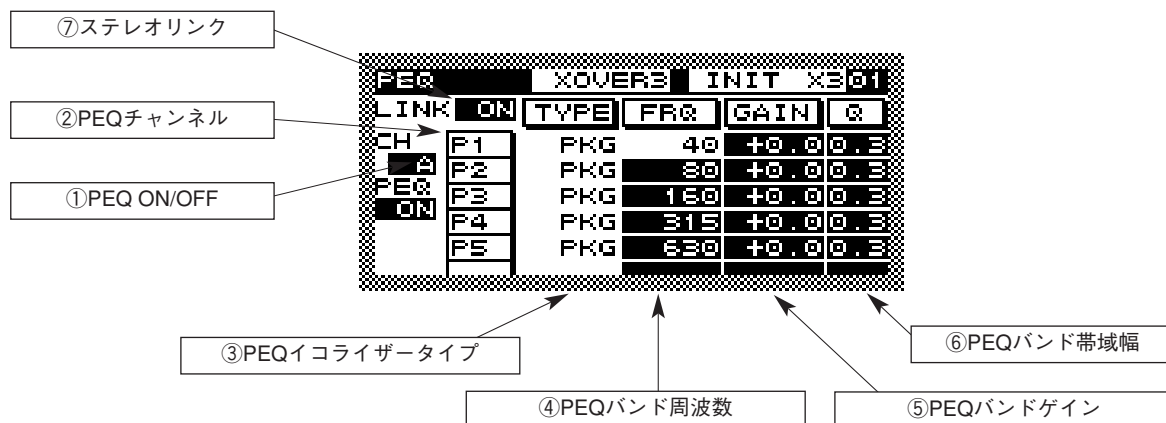 ⑦ステレオリンク
②PEQチャンネル
①PEQ ON/OFF
PEQ XOVER3 INIT X3 01
LINK ON TYPE FRQ GAIN Q
CH
A
PEQ
ON
P1 PKG 40 +0.0 0.3
P2 PKG 80 +0.0 0.3
P3 PKG 160 +0.0 0.3
P4 PKG 315 +0.0 0.3
P5 PKG 630 +0.0 0.3
③PEQイコライザータイプ
⑥PEQバンド帯域幅
④PEQバンド周波数
⑤PEQバンドゲイン